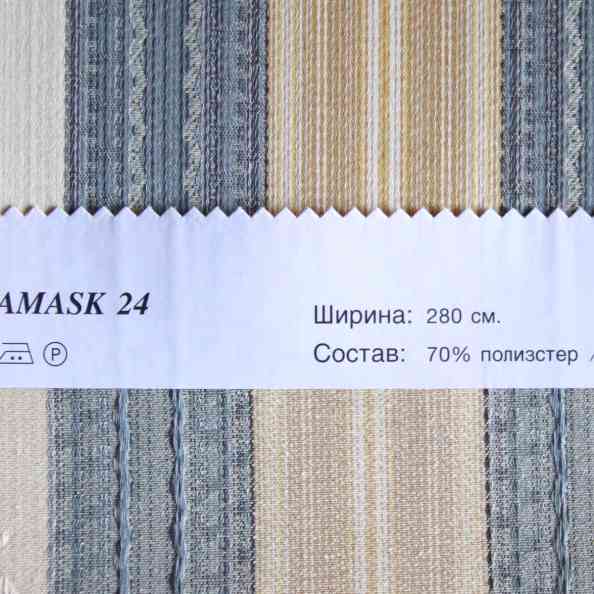 AMASK 24
Ширина: 280 см.
P
Состав: 70% полиэстер /